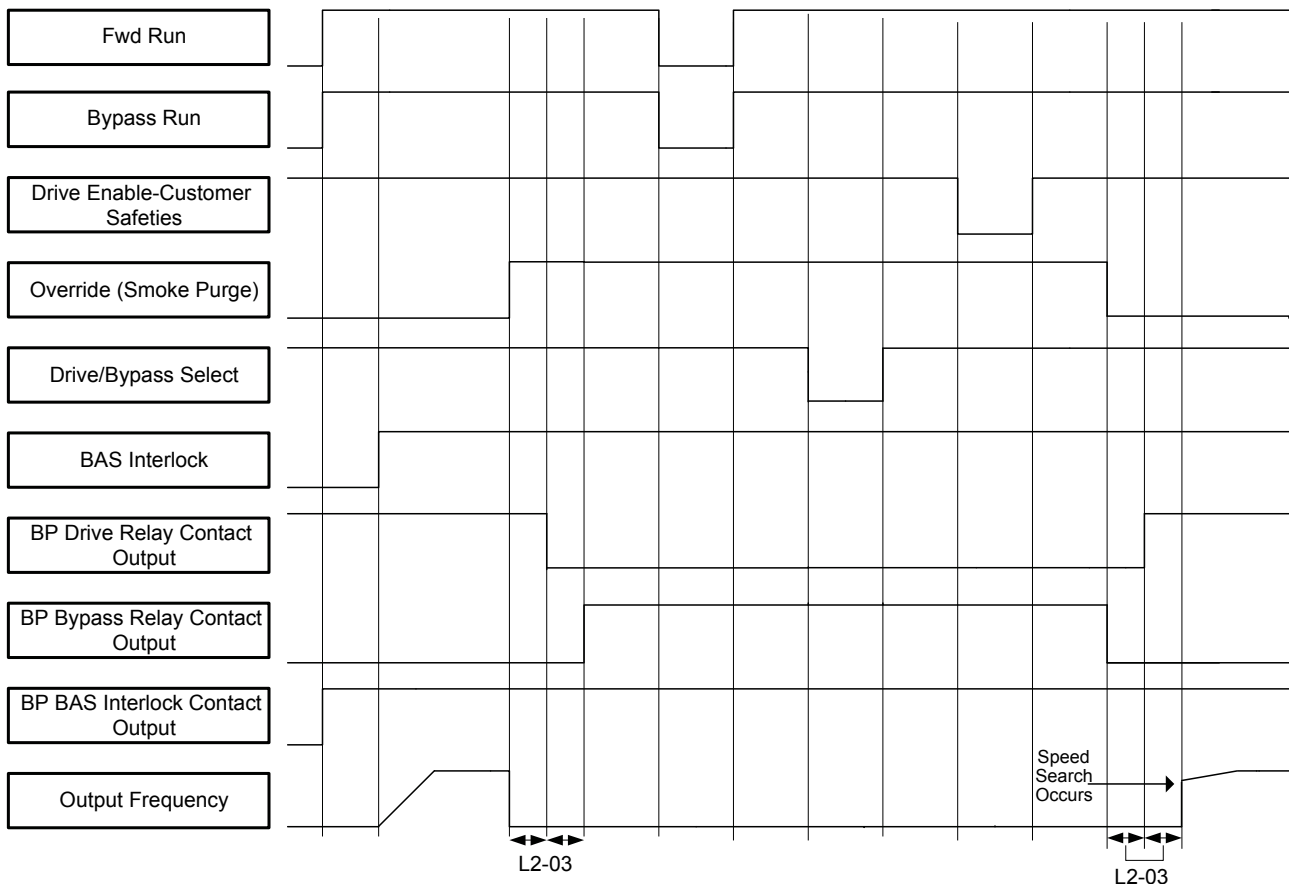 Fwd Run
Bypass Run
Drive Enable-Customer
Safeties
Override (Smoke Purge)
Drive/Bypass Select
BAS Interlock
BP Drive Relay Contact
Output
BP Bypass Relay Contact
Output
BP BAS Interlock Contact
Output
Speed
Search
Occurs
Output Frequency
L2-03
L2-03